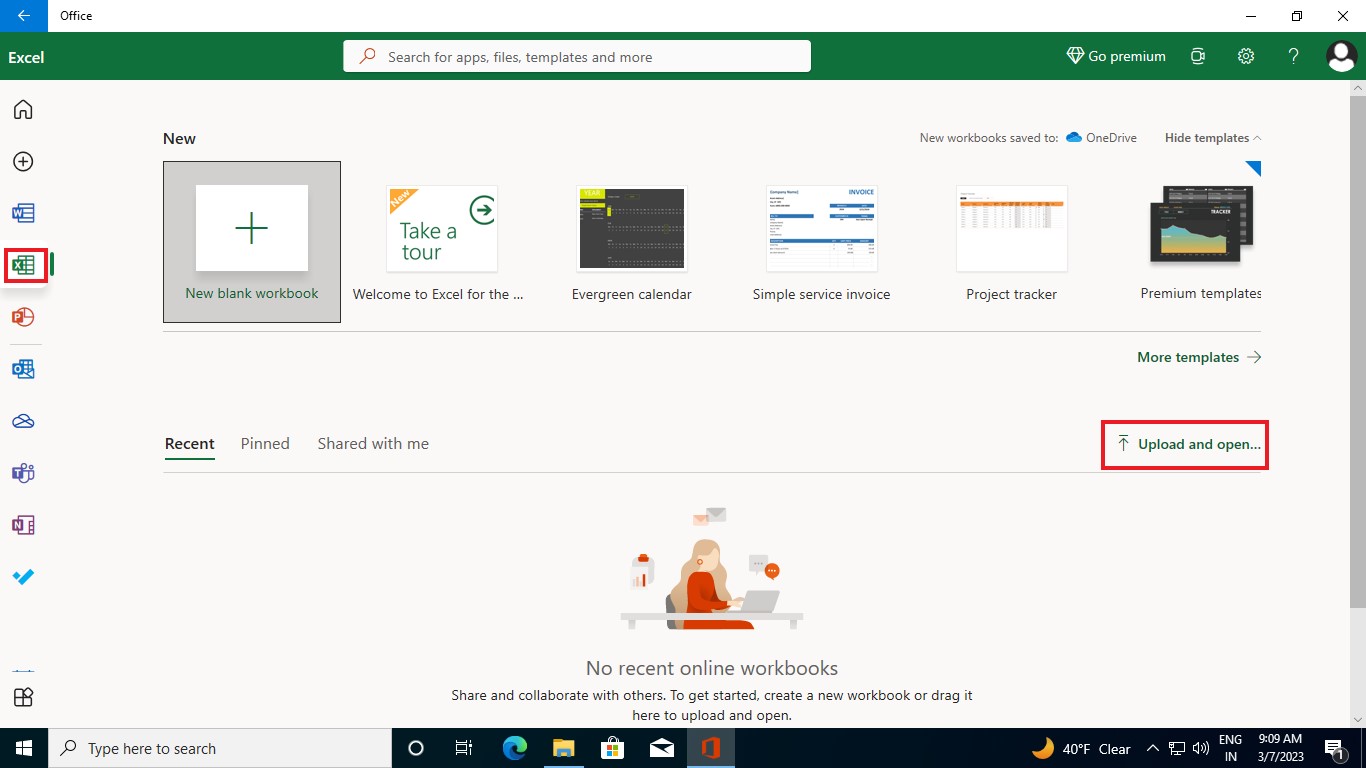 Office
Excel
Search for apps, files, templates and more
Go premium
New
New workbooks saved to: OneDrive
Hide templates
New
Take a
tour
YEAR
[Company Name]
INVOICE
TRACKER
New blank workbook
Welcome to Excel for the ...
Evergreen calendar
Simple service invoice
Project tracker
Premium templates
More templates
Recent
Pinned
Shared with me
Upload and open...
No recent online workbooks
Share and collaborate with others. To get started, create a new workbook or drag it
here to upload and open.
Type here to search
40°F Clear
ENG
IN
9:09 AM
3/7/2023
1